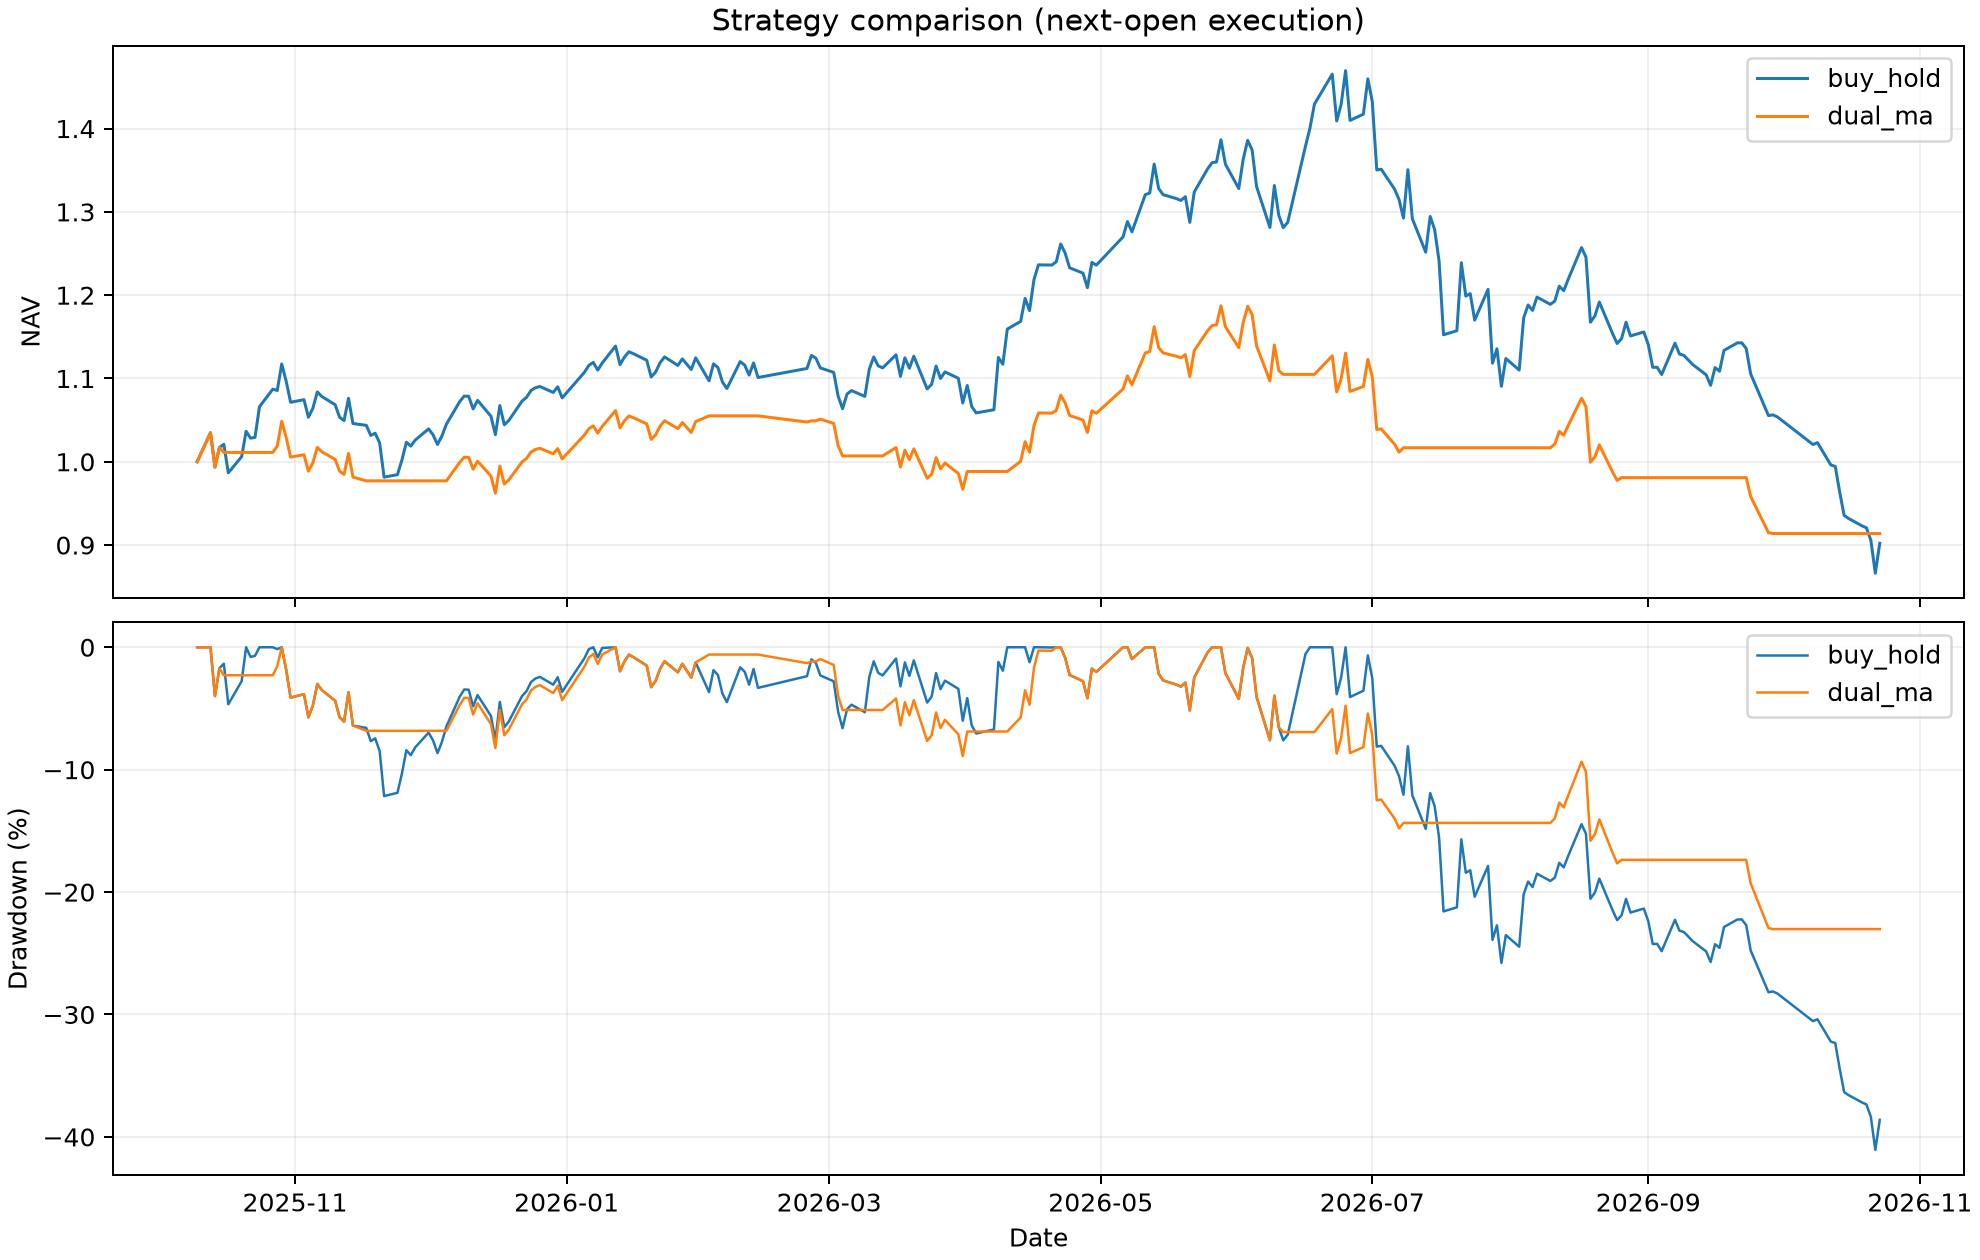 Strategy comparison (next-open execution)
buy_hold
dual_ma
NAV
1.4
1.3
1.2
1.1
1.0
0.9
buy_hold
dual_ma
Drawdown (%)
0
−10
−20
−30
−40
2025-11
2026-01
2026-03
2026-05
2026-07
2026-09
2026-11
Date